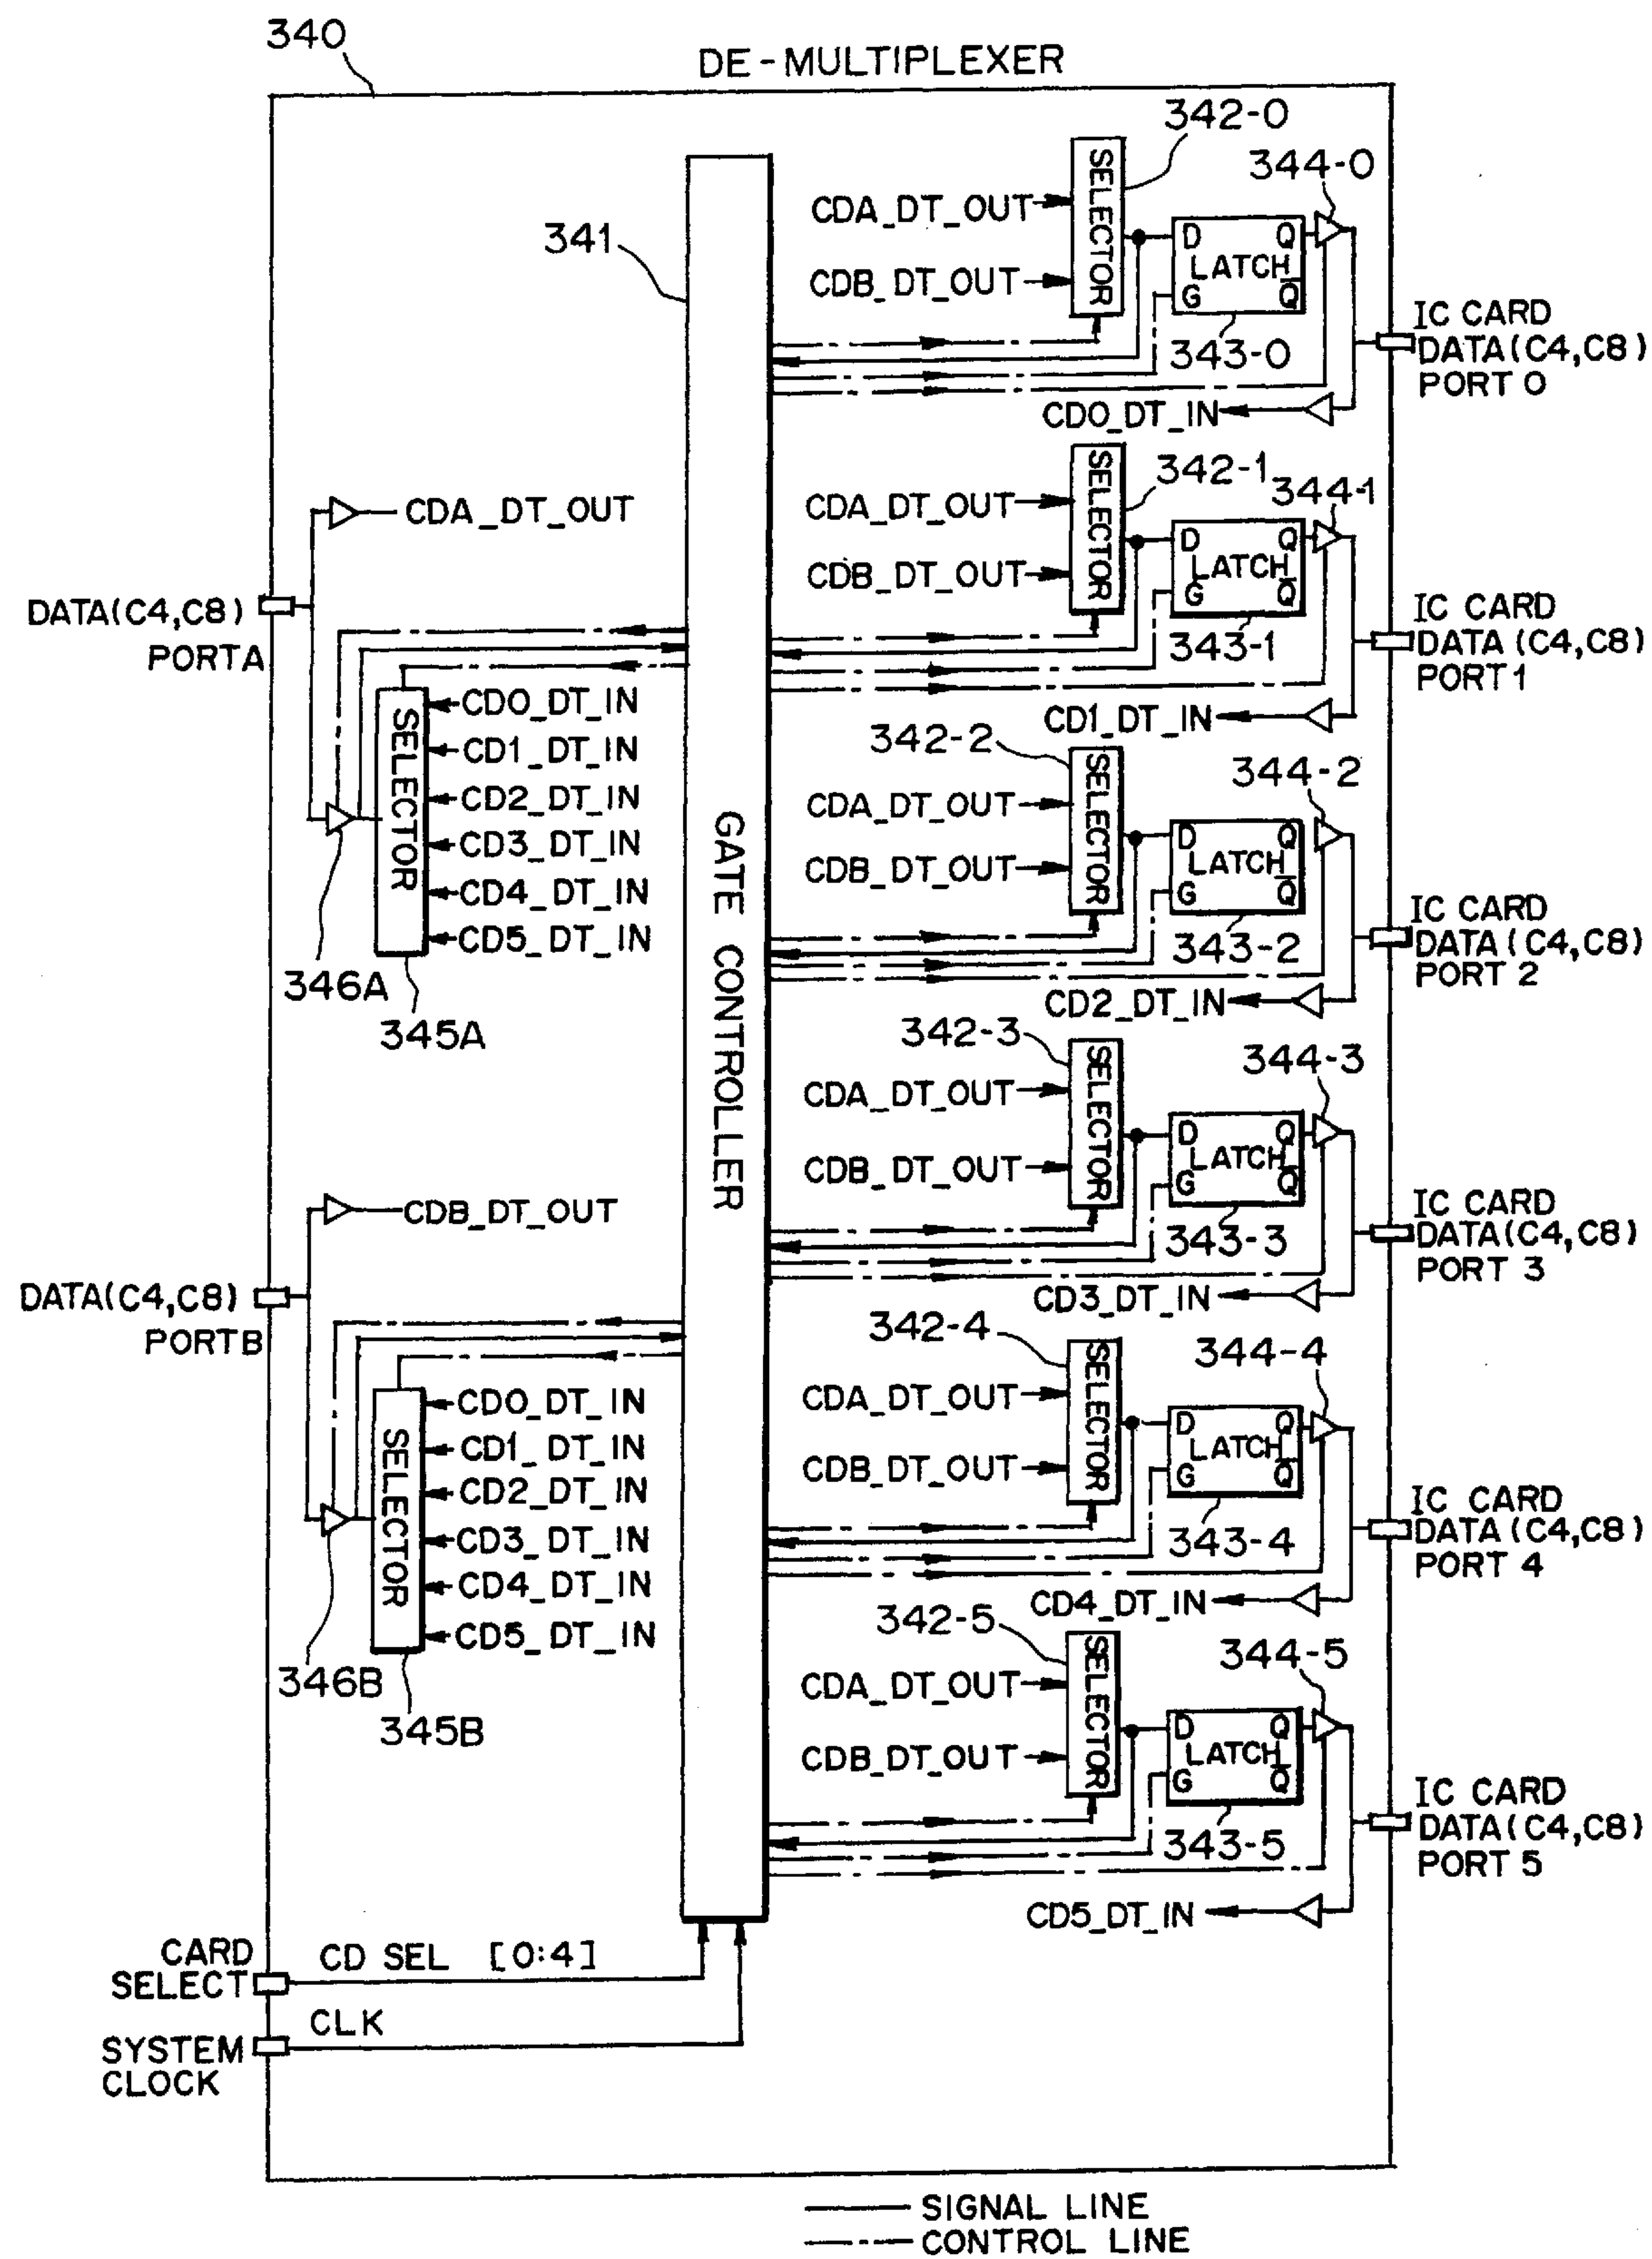 340
DE-MULTIPLEXER
342-0
SELECTOR
344-0
CDA_DT_OUT
CDB_DT_OUT
D Q
LATCH
G Q
343-0
IC CARD
DATA(C4,C8)
PORT 0
CD0_DT_IN
341
GATE CONTROLLER
SELECTOR
342-1
344-1
CDA_DT_OUT
CDB_DT_OUT
D Q
LATCH
G Q
343-1
IC CARD
DATA(C4,C8)
PORT 1
CD1_DT_IN
CDA_DT_OUT
DATA(C4,C8)
PORTA
SELECTOR
CD0_DT_IN
CD1_DT_IN
CD2_DT_IN
CD3_DT_IN
CD4_DT_IN
CD5_DT_IN
346A
345A
342-2
SELECTOR
344-2
CDA_DT_OUT
CDB_DT_OUT
D Q
LATCH
G Q
343-2
IC CARD
DATA(C4,C8)
PORT 2
CD2_DT_IN
342-3
SELECTOR
344-3
CDA_DT_OUT
CDB_DT_OUT
D Q
LATCH
G Q
343-3
IC CARD
DATA(C4,C8)
PORT 3
CD3_DT_IN
CDB_DT_OUT
DATA(C4,C8)
PORTB
SELECTOR
CD0_DT_IN
CD1_DT_IN
CD2_DT_IN
CD3_DT_IN
CD4_DT_IN
CD5_DT_IN
346B
345B
342-4
SELECTOR
344-4
CDA_DT_OUT
CDB_DT_OUT
D Q
LATCH
G Q
343-4
IC CARD
DATA(C4,C8)
PORT 4
CD4_DT_IN
342-5
SELECTOR
344-5
CDA_DT_OUT
CDB_DT_OUT
D Q
LATCH
G Q
343-5
IC CARD
DATA(C4,C8)
PORT 5
CD5_DT_IN
CARD
SELECT
CD SEL [0:4]
CLK
SYSTEM
CLOCK
SIGNAL LINE
CONTROL LINE